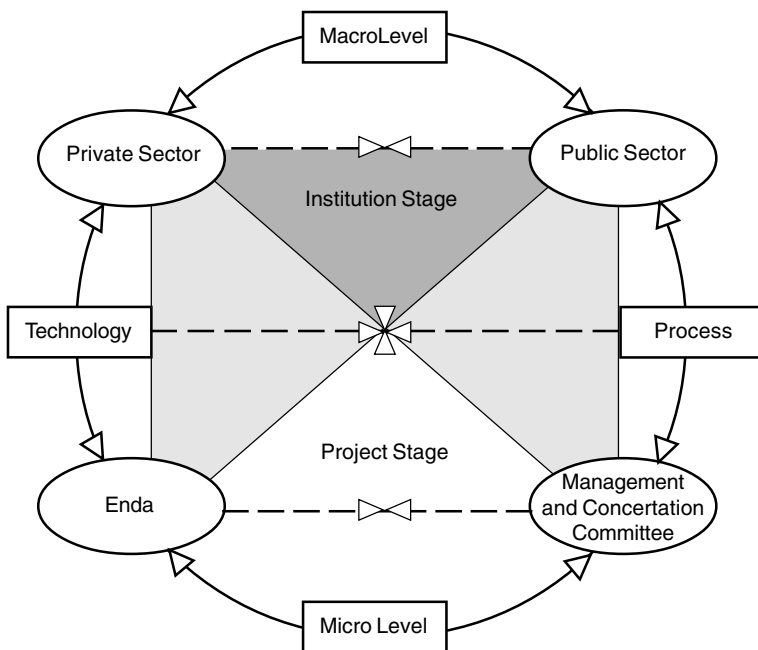 MacroLevel
Private Sector
Public Sector
Institution Stage
Technology
Process
Project Stage
Enda
Management
and Concertation
Committee
Micro Level